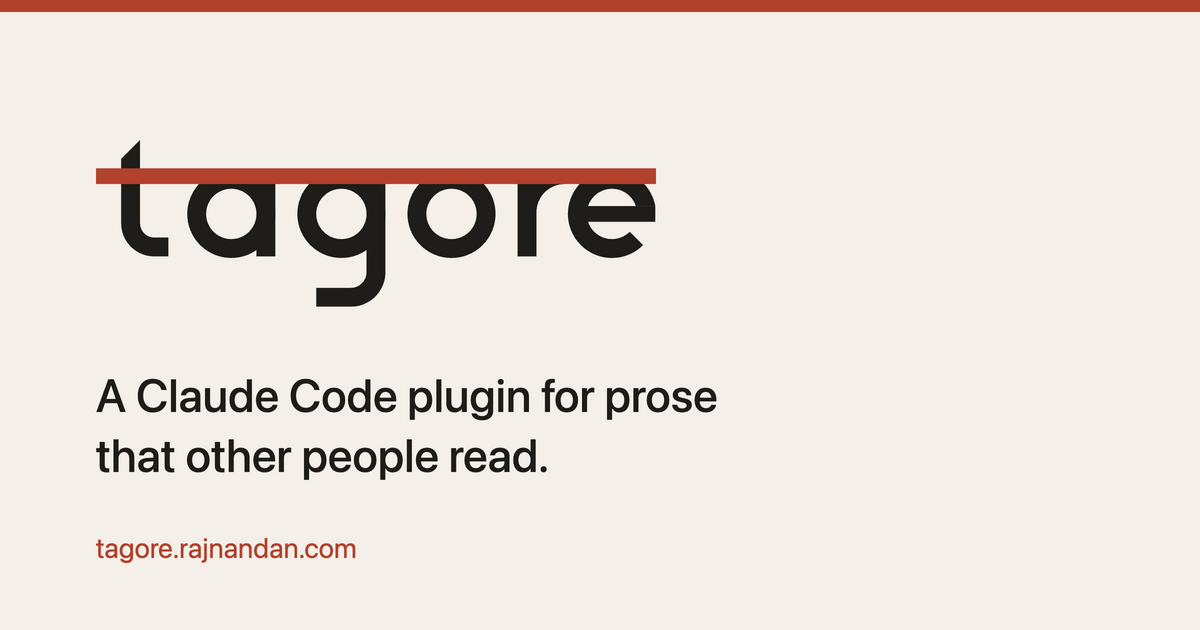 tagore
A Claude Code plugin for prose
that other people read.
tagore.rajnandan.com